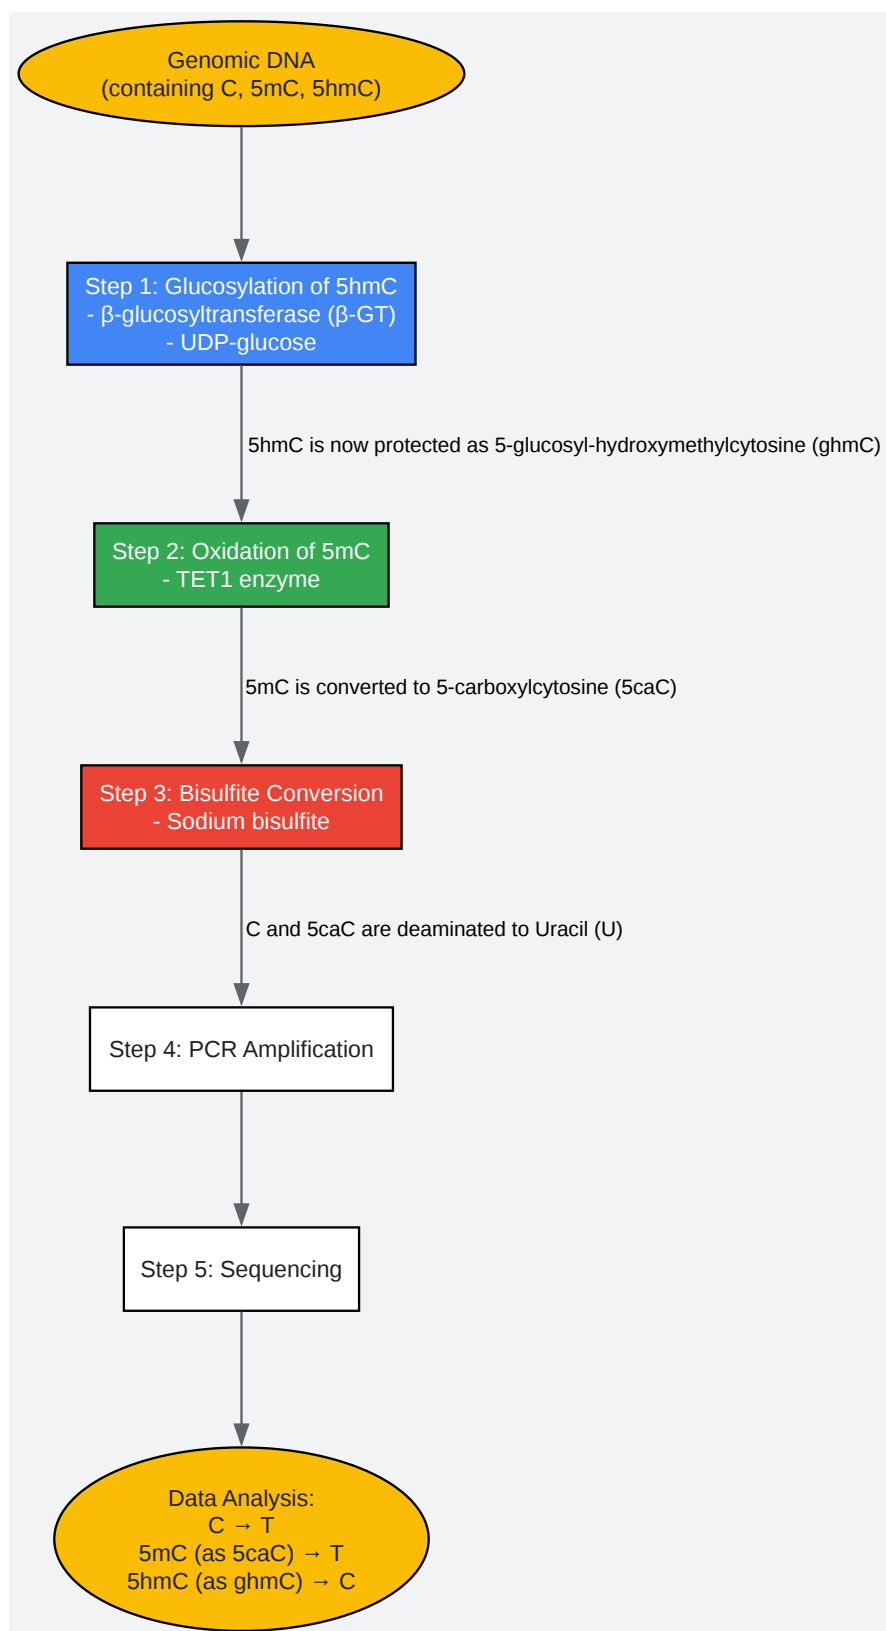 Genomic DNA
(containing C, 5mC, 5hmC)
Step 1: Glucosylation of 5hmC
- β-glucosyltransferase (β-GT)
- UDP-glucose
5hmC is now protected as 5-glucosyl-hydroxymethylcytosine (ghmC)
Step 2: Oxidation of 5mC
- TET1 enzyme
5mC is converted to 5-carboxylcytosine (5caC)
Step 3: Bisulfite Conversion
- Sodium bisulfite
C and 5caC are deaminated to Uracil (U)
Step 4: PCR Amplification
Step 5: Sequencing
Data Analysis:
C → T
5mC (as 5caC) → T
5hmC (as ghmC) → C